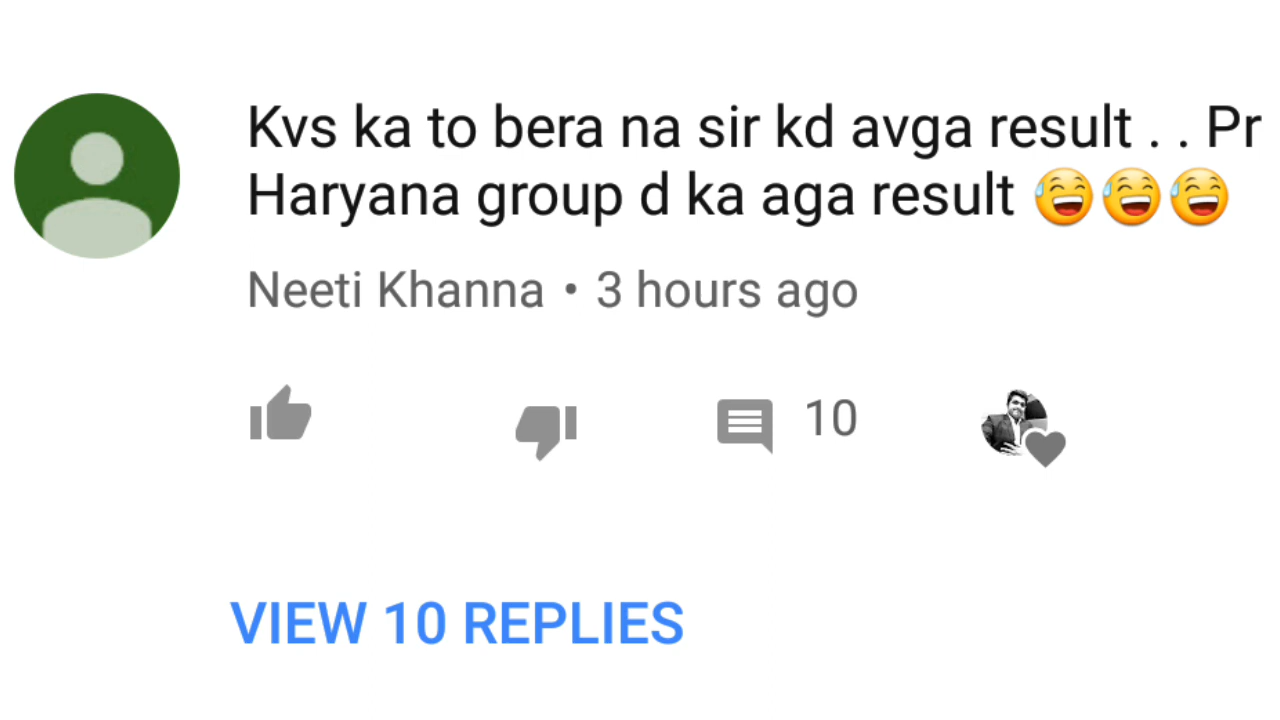 Kvs ka to bera na sir kd avga result . . Pr
Haryana group d ka aga result 😅😅😅
Neeti Khanna • 3 hours ago
10
VIEW 10 REPLIES